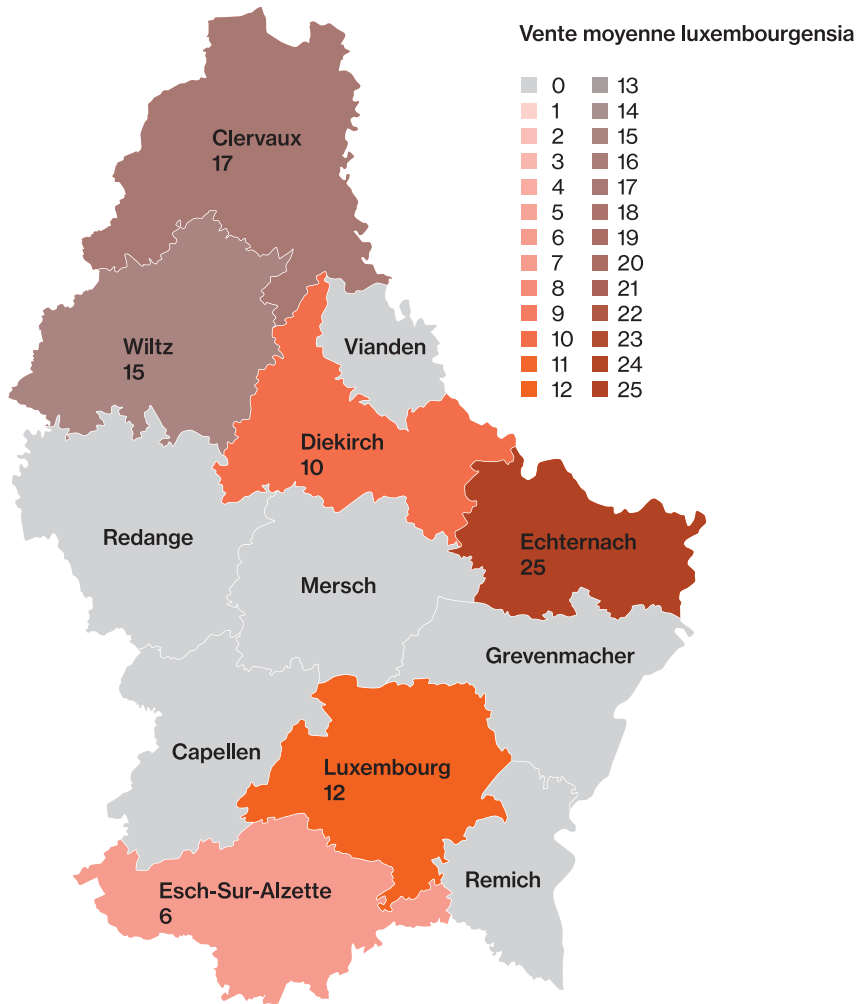 Vente moyenne luxembourgensia
0 13
1 14
2 15
3 16
4 17
5 18
6 19
7 20
8 21
9 22
10 23
11 24
12 25
Clervaux
17
Wiltz
15
Vianden
Diekirch
10
Redange
Echternach
25
Mersch
Grevenmacher
Capellen
Luxembourg
12
Remich
Esch-Sur-Alzette
6